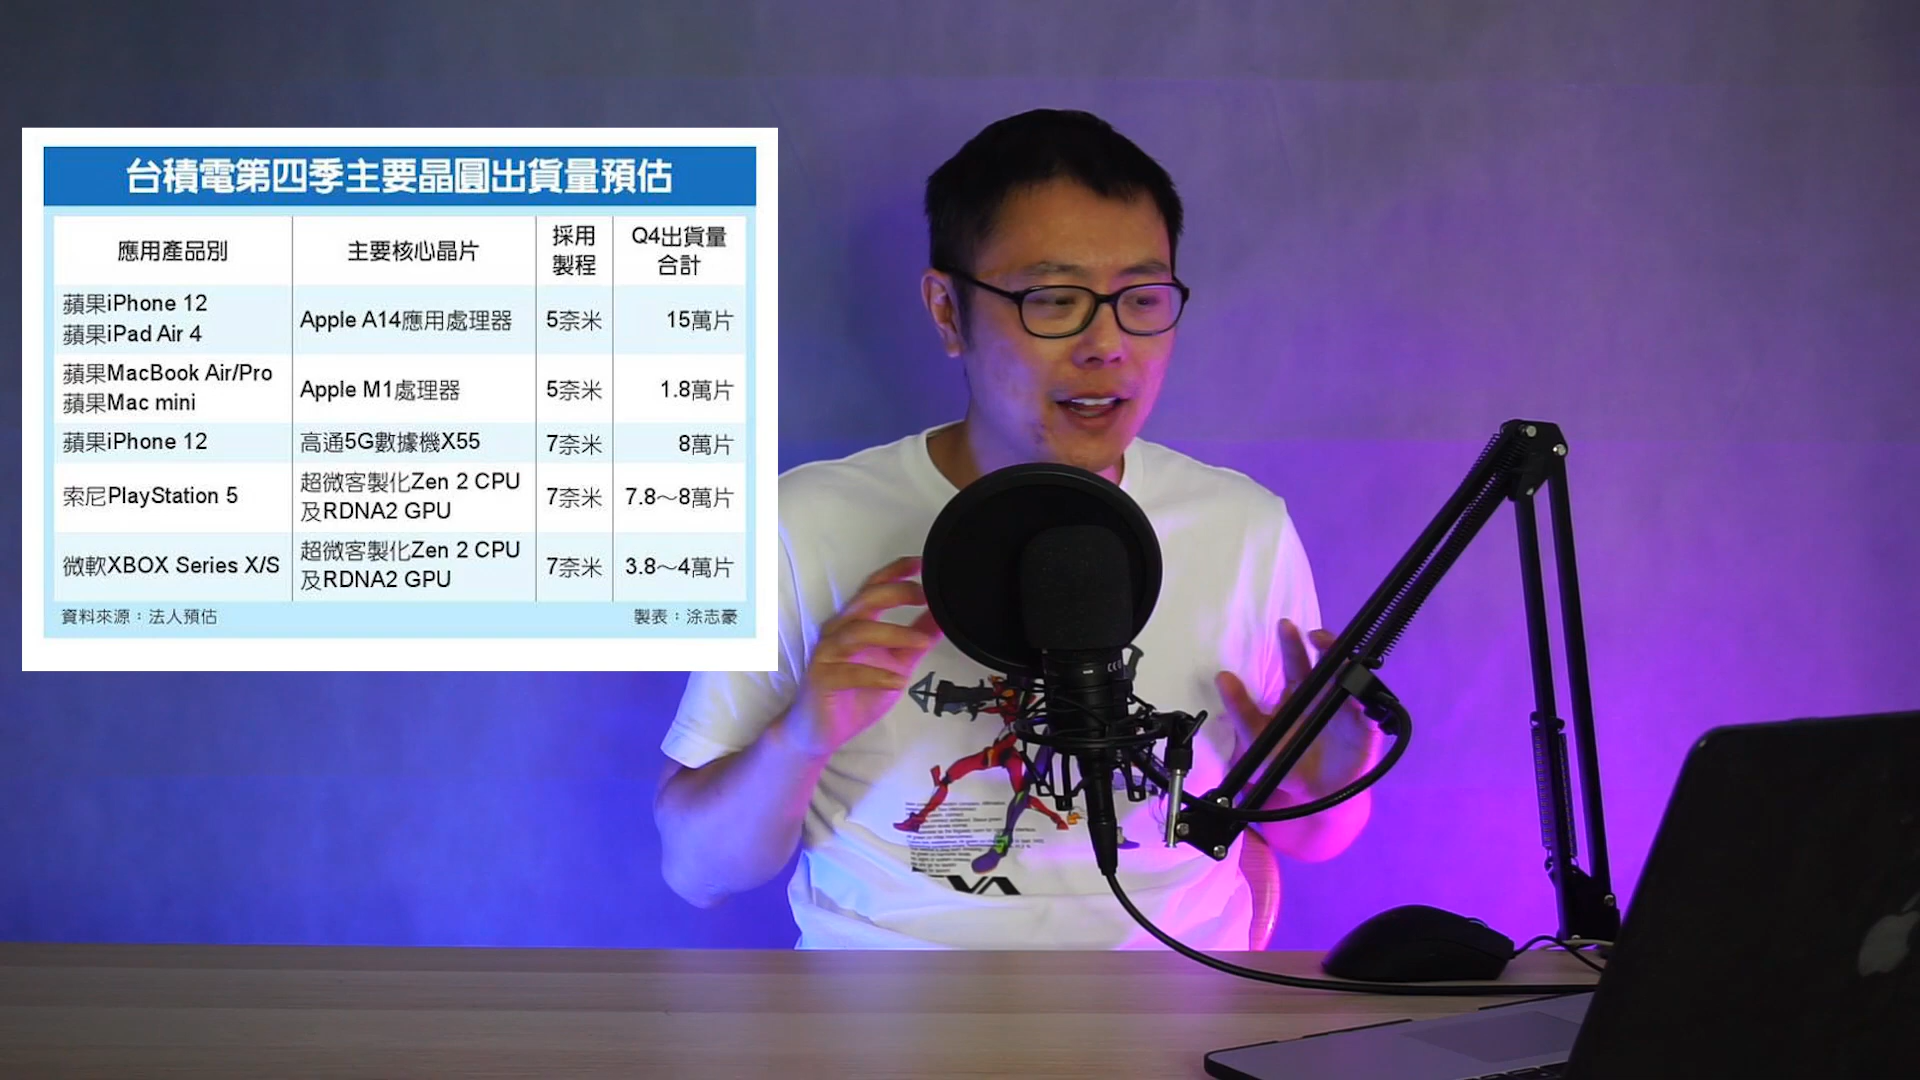 台積電第四季主要晶圓出貨量預估
應用產品別
主要核心晶片
採用
製程
Q4出貨量
合計
蘋果iPhone 12
蘋果iPad Air 4
Apple A14應用處理器
5奈米
15萬片
蘋果MacBook Air/Pro
蘋果Mac mini
Apple M1處理器
5奈米
1.8萬片
蘋果iPhone 12
高通5G數據機X55
7奈米
8萬片
索尼PlayStation 5
超微客製化Zen 2 CPU
及RDNA2 GPU
7奈米
7.8～8萬片
微軟XBOX Series X/S
超微客製化Zen 2 CPU
及RDNA2 GPU
7奈米
3.8～4萬片
資料來源：法人預估
製表：涂志豪